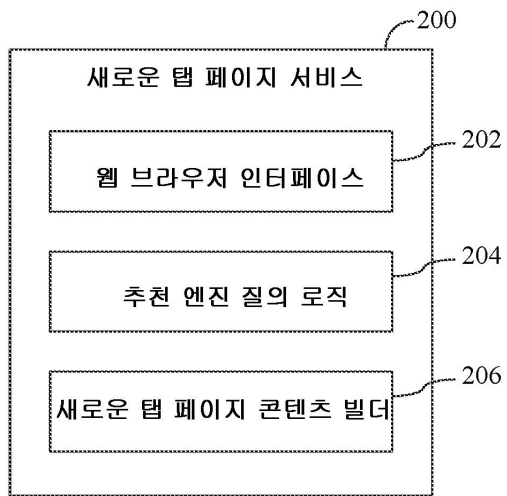 200
새로운 탭 페이지 서비스
202
웹 브라우저 인터페이스
204
추천 엔진 질의 로직
206
새로운 탭 페이지 콘텐츠 빌더